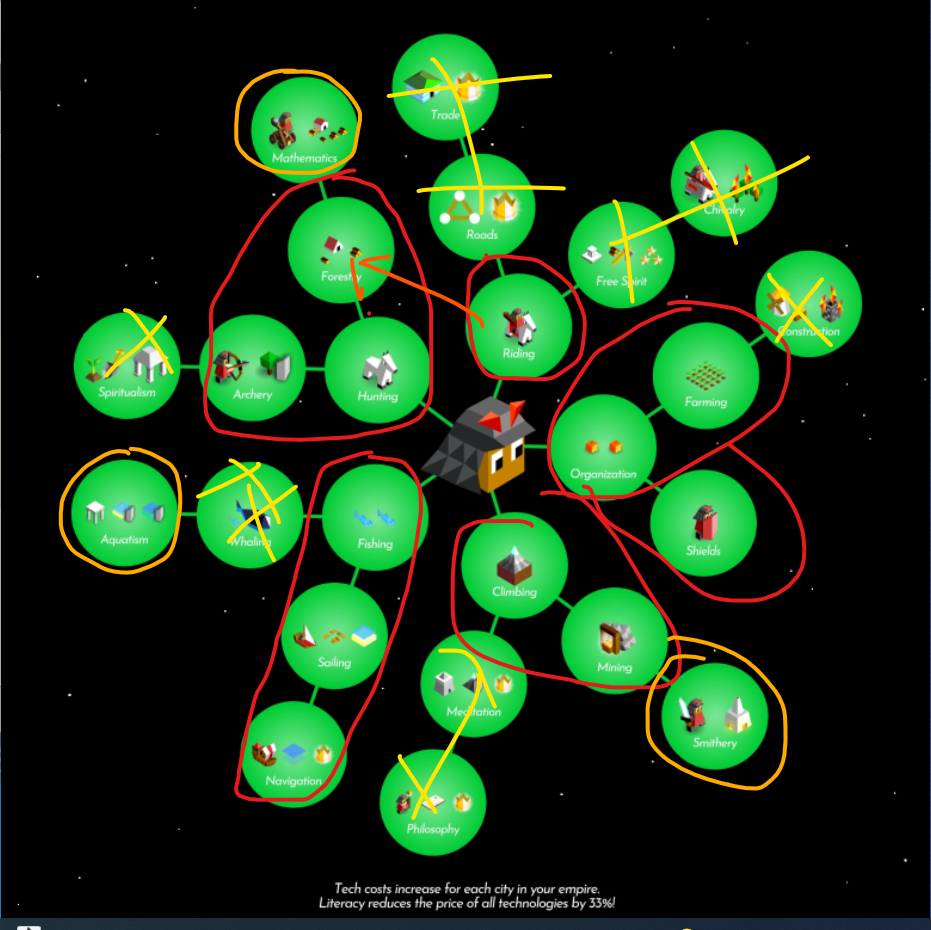 Trade
Mathematics
Chivalry
Roads
Forestry
Free Spirit
Construction
Riding
Spiritualism
Archery
Hunting
Farming
Organization
Aquatism
Whaling
Fishing
Shields
Climbing
Sailing
Mining
Meditation
Smithery
Navigation
Philosophy
Tech costs increase for each city in your empire.
Literacy reduces the price of all technologies by 33%!